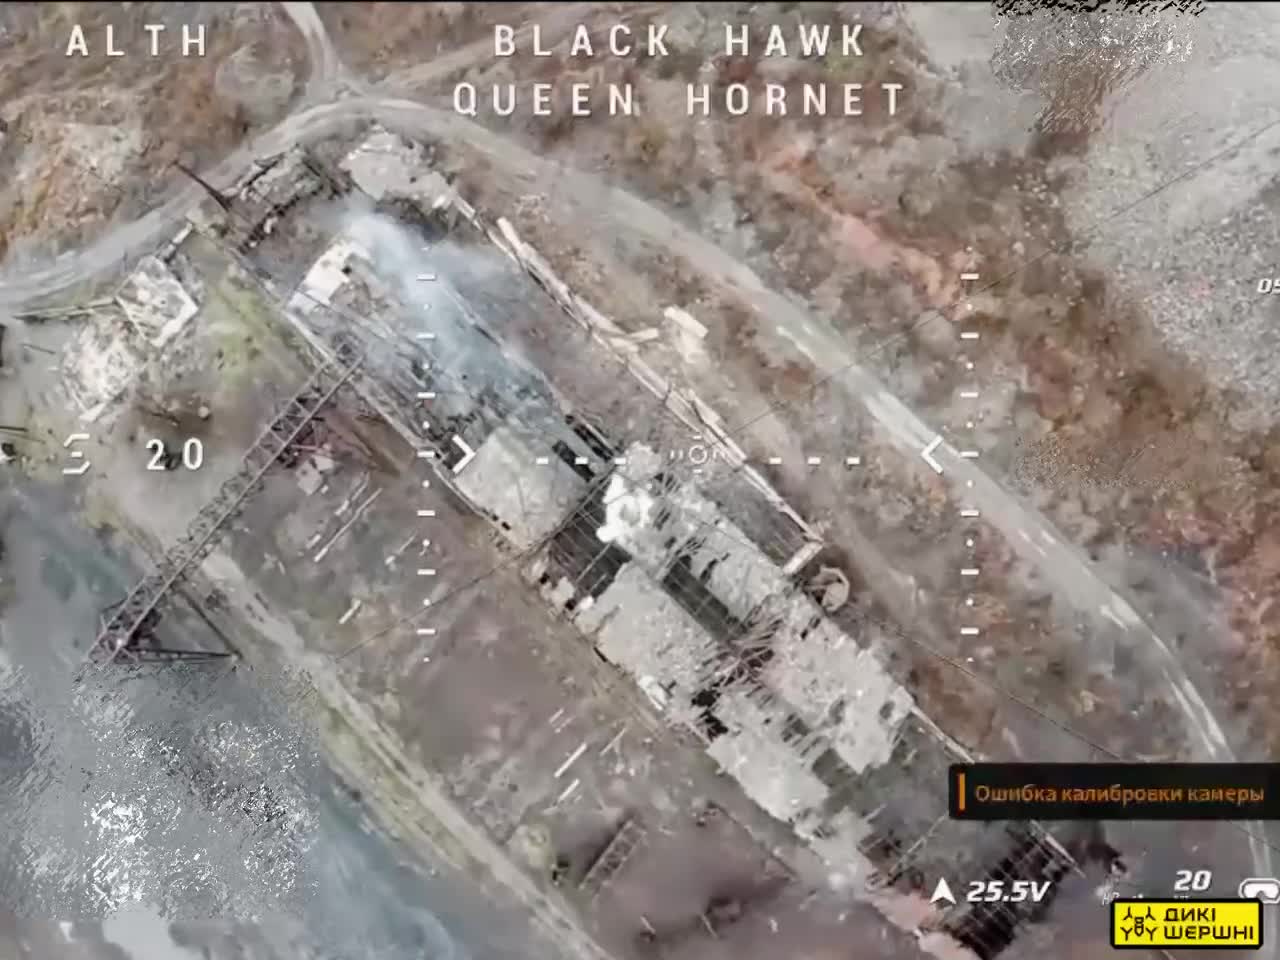 ALTH
BLACK HAWK
QUEEN HORNET
S 20
Ошибка калибровки камеры
25.5V
20
ДИКІ
ШЕРШНІ